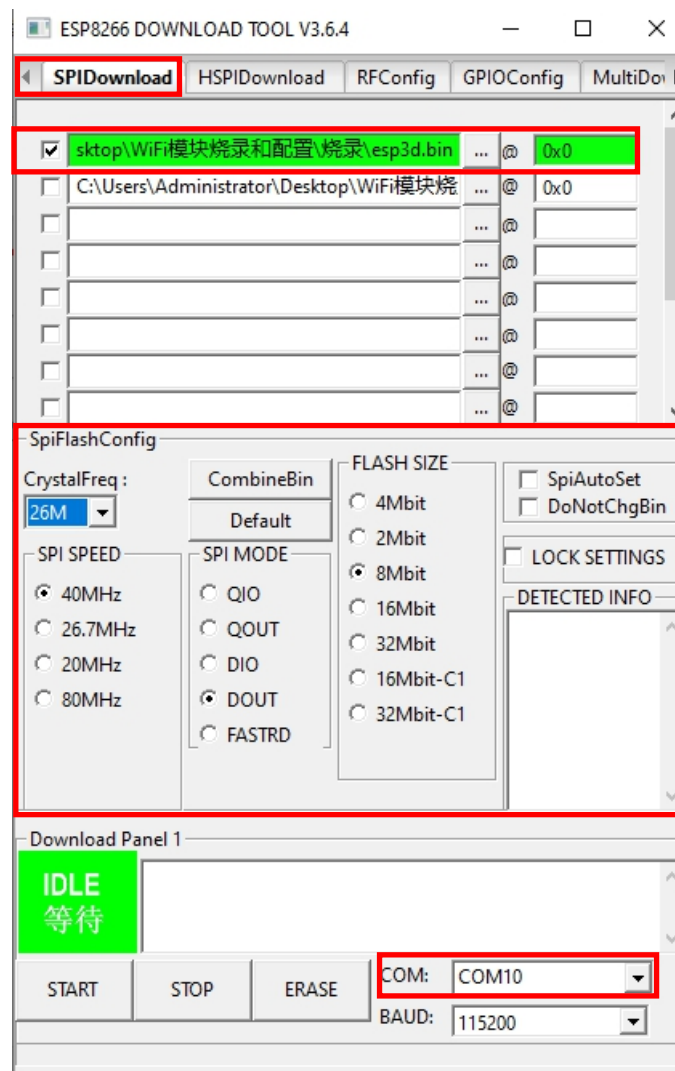 ESP8266 DOWNLOAD TOOL V3.6.4
SPIDownload HSPIDownload RFConfig GPIOConfig MultiDow
sktop\WiFi模块烧录和配置\烧录\esp3d.bin ... @ 0x0
C:\Users\Administrator\Desktop\WiFi模块烧 ... @ 0x0
... @
... @
... @
... @
... @
... @
SpiFlashConfig
CrystalFreq :
26M
CombineBin
Default
SPI SPEED
40MHz
26.7MHz
20MHz
80MHz
SPI MODE
QIO
QOUT
DIO
DOUT
FASTRD
FLASH SIZE
4Mbit
2Mbit
8Mbit
16Mbit
32Mbit
16Mbit-C1
32Mbit-C1
SpiAutoSet
DoNotChgBin
LOCK SETTINGS
DETECTED INFO
Download Panel 1
IDLE
等待
START STOP ERASE
COM: COM10
BAUD: 115200